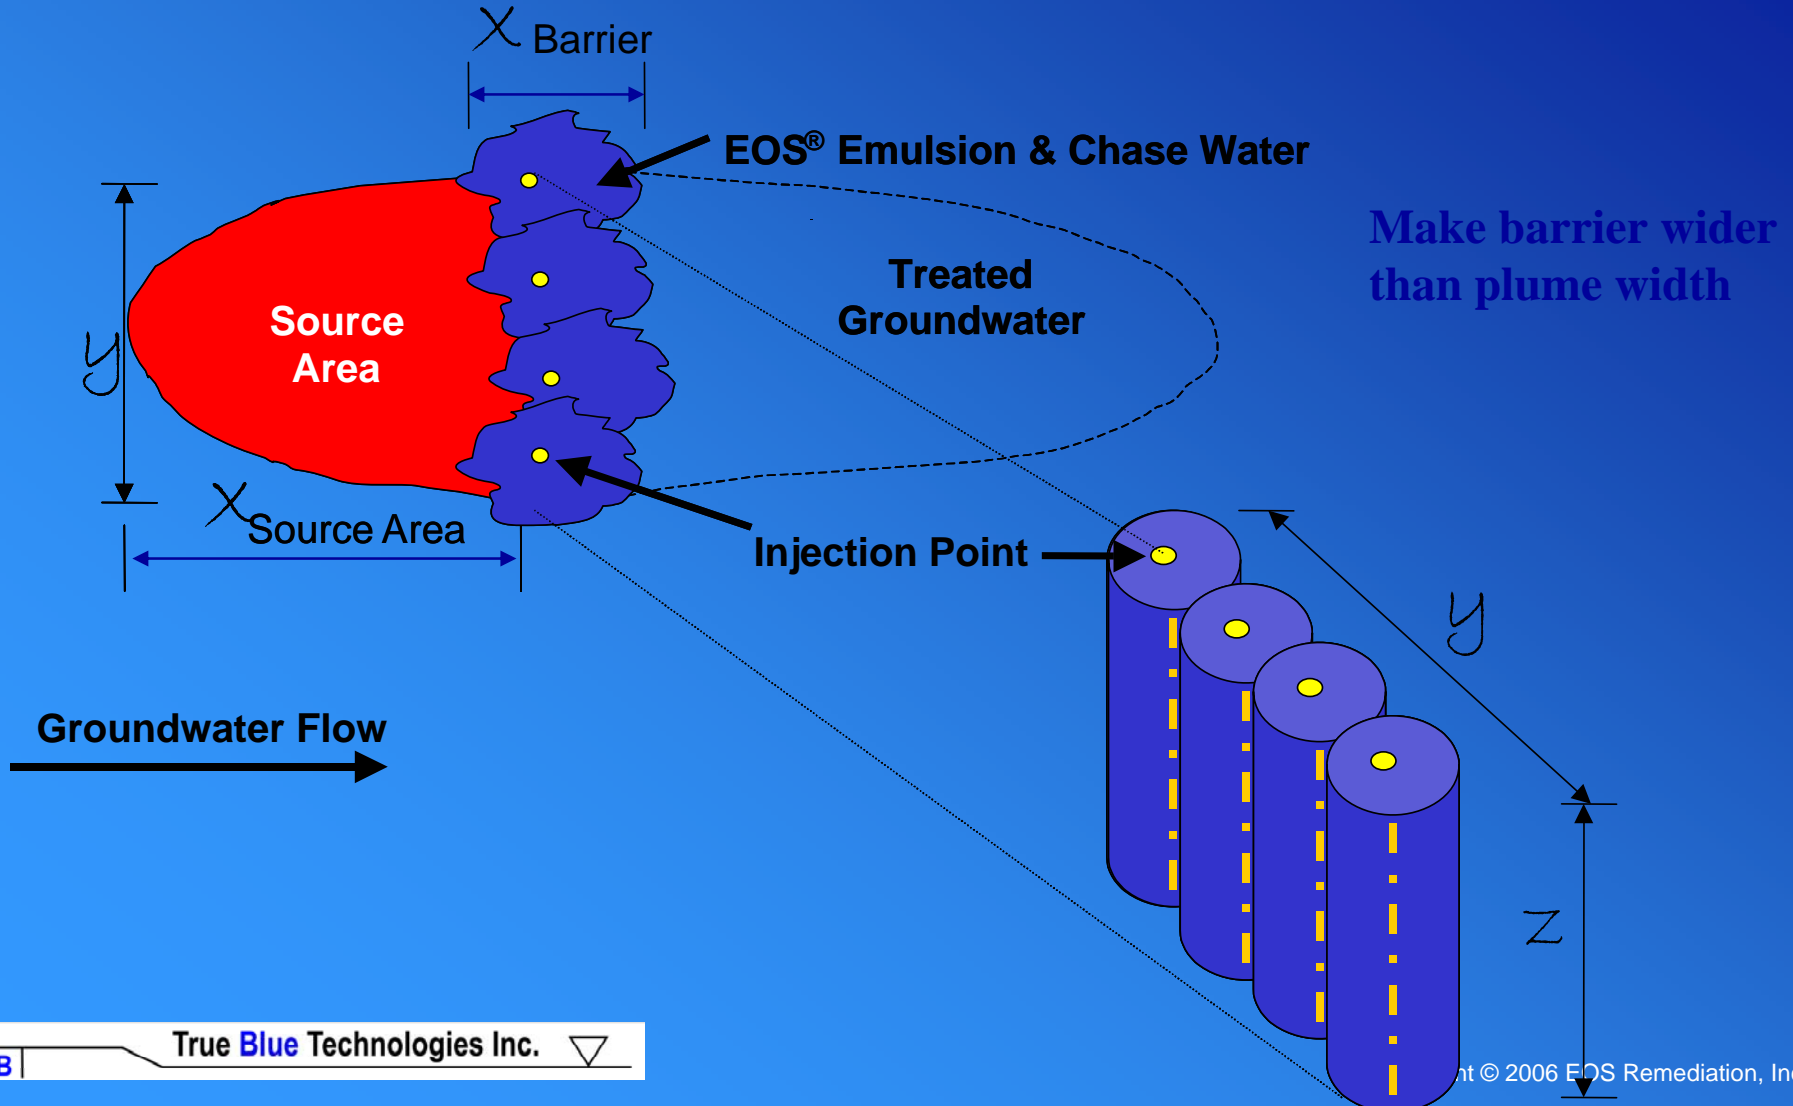 x Barrier
EOS® Emulsion & Chase Water
Make barrier wider
than plume width
Treated
Groundwater
Source
Area
y
x Source Area
Injection Point
y
Groundwater Flow
z
True Blue Technologies Inc.
B
© 2006 EOS Remediation, Inc